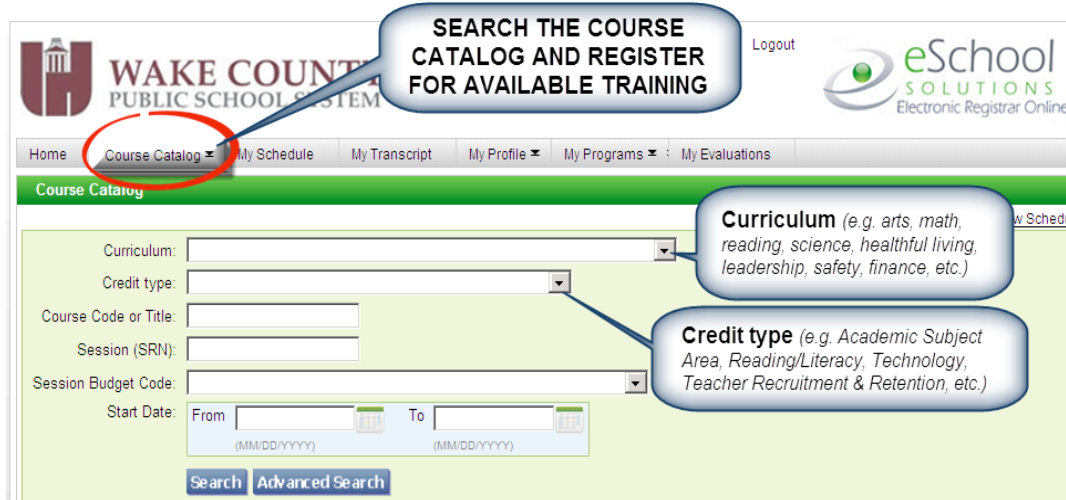 SEARCH THE COURSE
CATALOG AND REGISTER
FOR AVAILABLE TRAINING
Logout
WAKE COUNT
PUBLIC SCHOOL SYSTEM
eSchool
SOLUTIONS
Electronic Registrar Online
Home
Course Catalog
My Schedule
My Transcript
My Profile
My Programs
My Evaluations
Course Catalog
w Schedu
Curriculum (e.g. arts, math,
reading, science, healthful living,
leadership, safety, finance, etc.)
Curriculum:
Credit type:
Credit type (e.g. Academic Subject
Area, Reading/Literacy, Technology,
Teacher Recruitment & Retention, etc.)
Course Code or Title:
Session (SRN):
Session Budget Code:
Start Date: From To
(MM/DD/YYYY) (MM/DD/YYYY)
Search Advanced Search